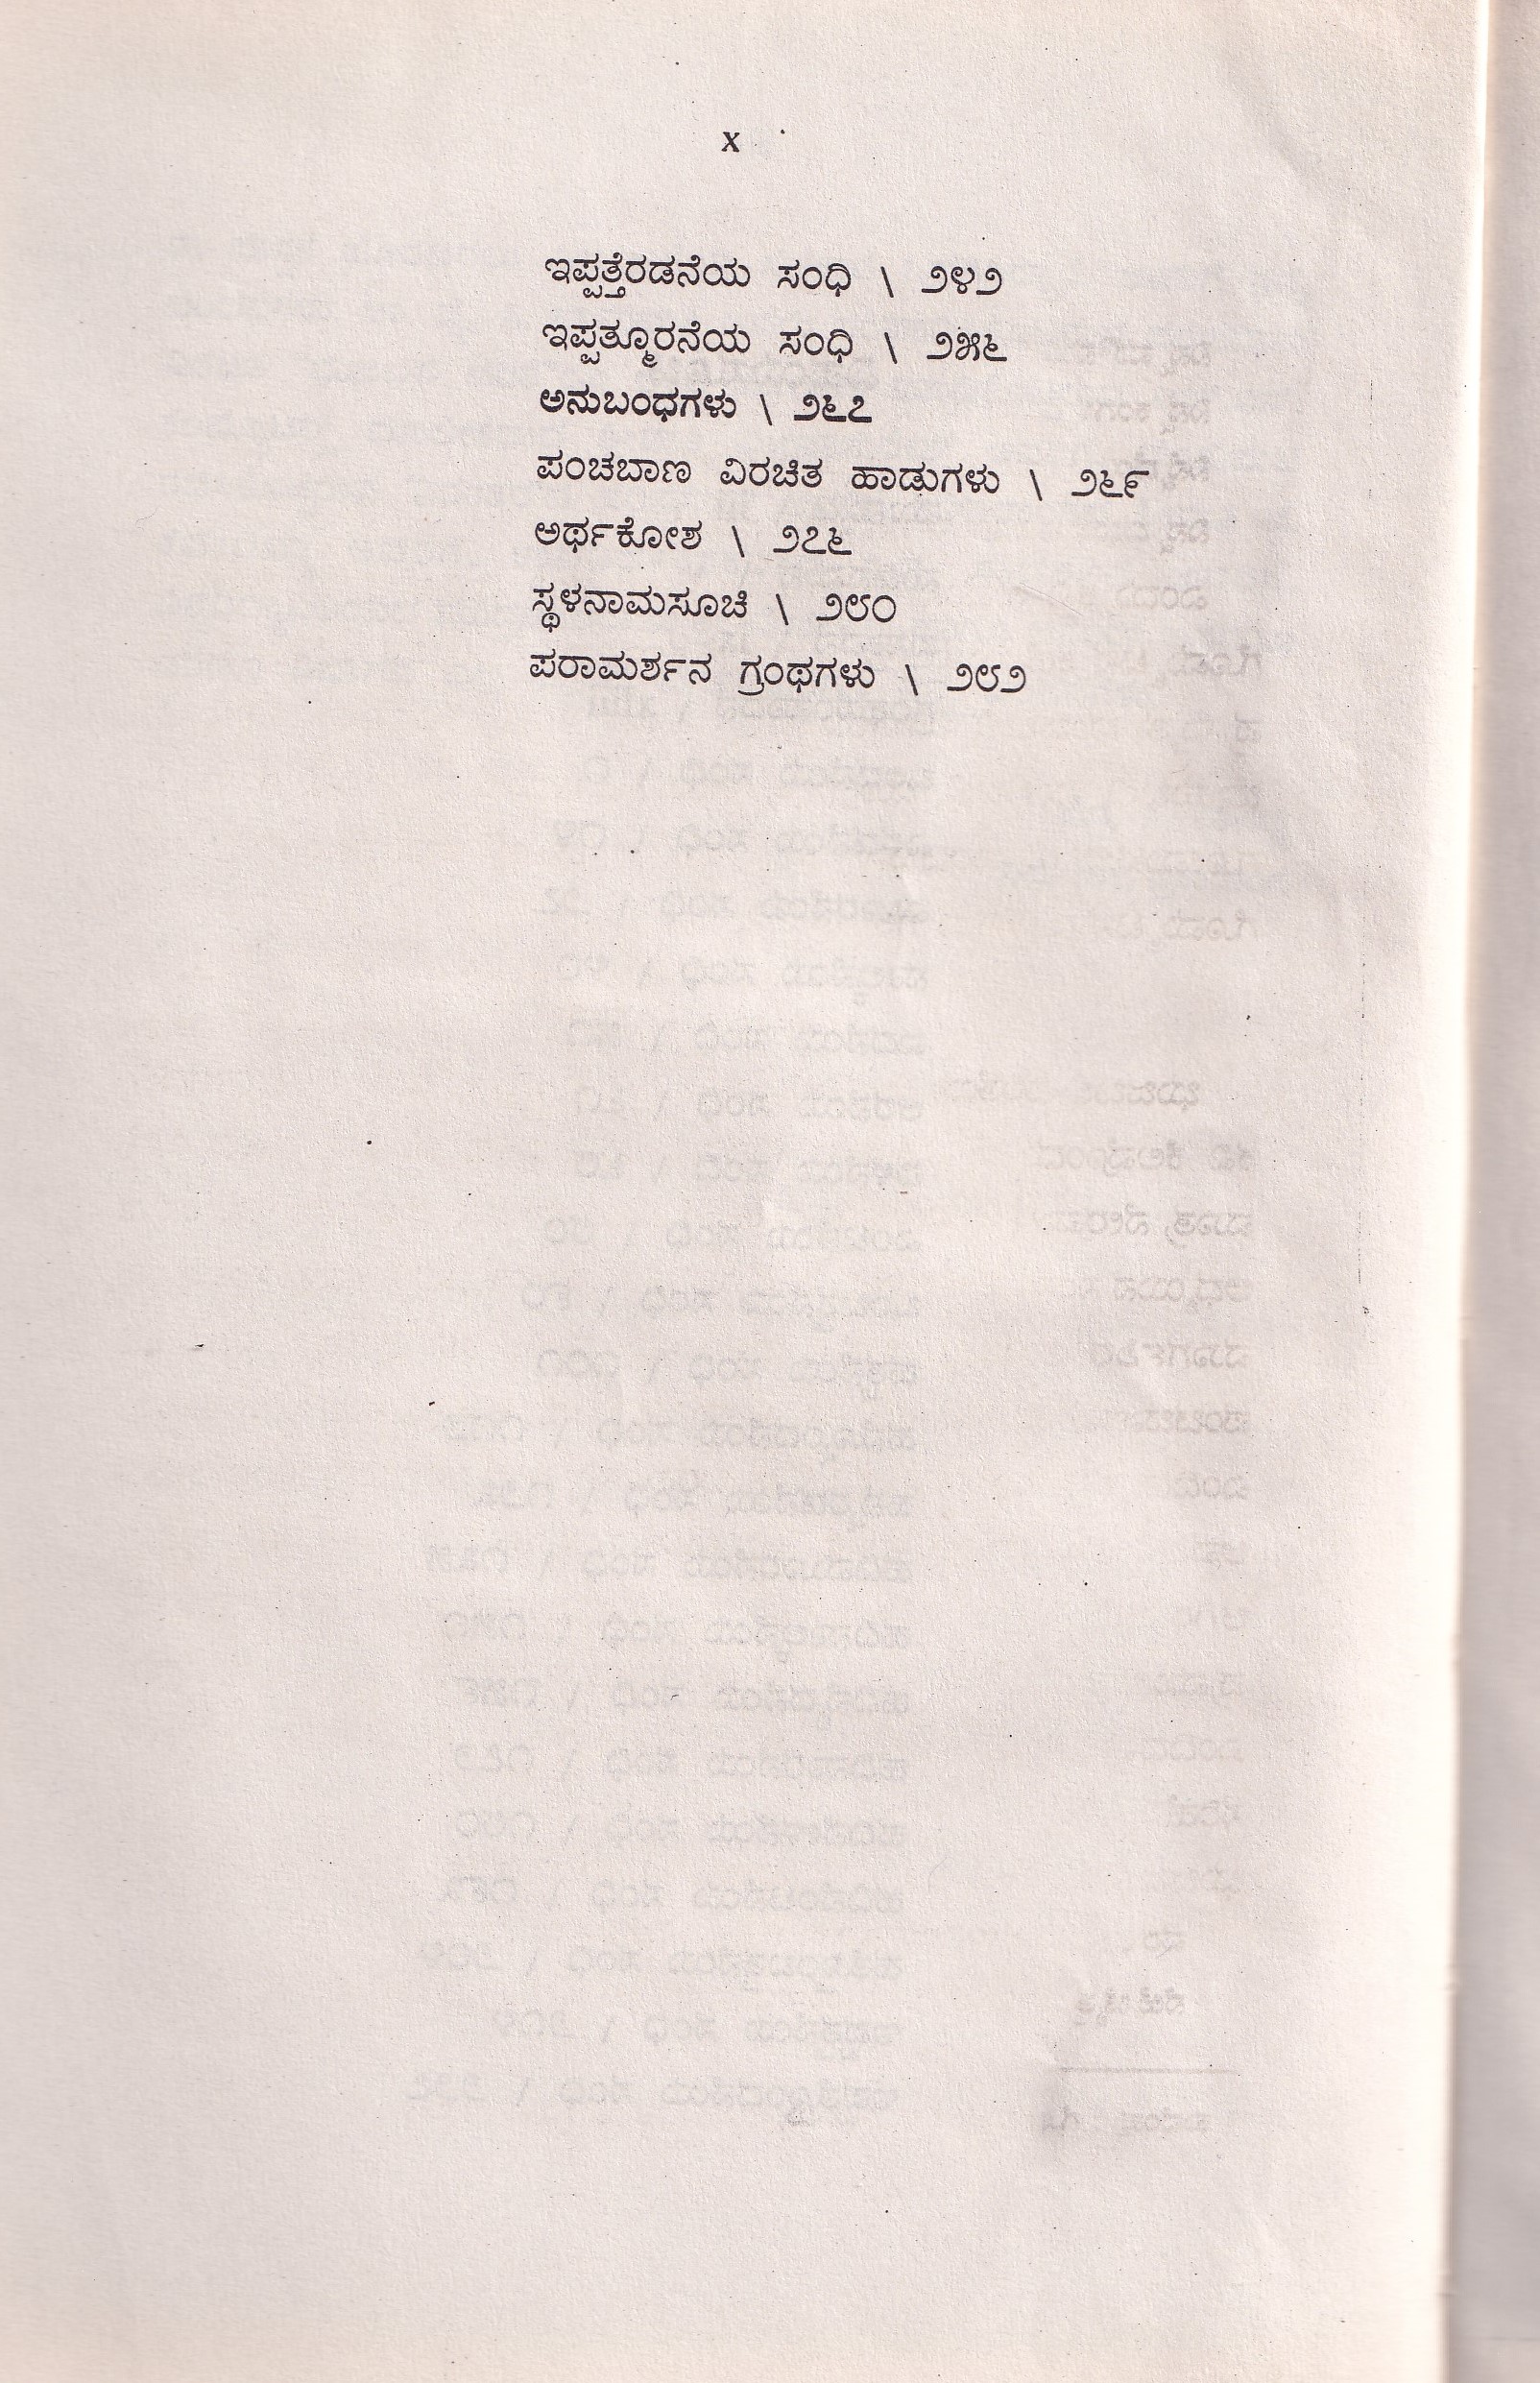 x
ಇಪ್ಪತ್ತೆರಡನೆಯ ಸಂಧಿ \ ೨೪೨
ಇಪ್ಪತ್ಮೂರನೆಯ ಸಂಧಿ \ ೨೫೬
ಅನುಬಂಧಗಳು \ ೨೬೭
ಪಂಚಬಾಣ ವಿರಚಿತ ಹಾಡುಗಳು \ ೨೬೯
ಅರ್ಥಕೋಶ \ ೨೭೬
ಸ್ಥಳನಾಮಸೂಚಿ \ ೨೮೦
ಪರಾಮರ್ಶನ ಗ್ರಂಥಗಳು \ ೨೮೨